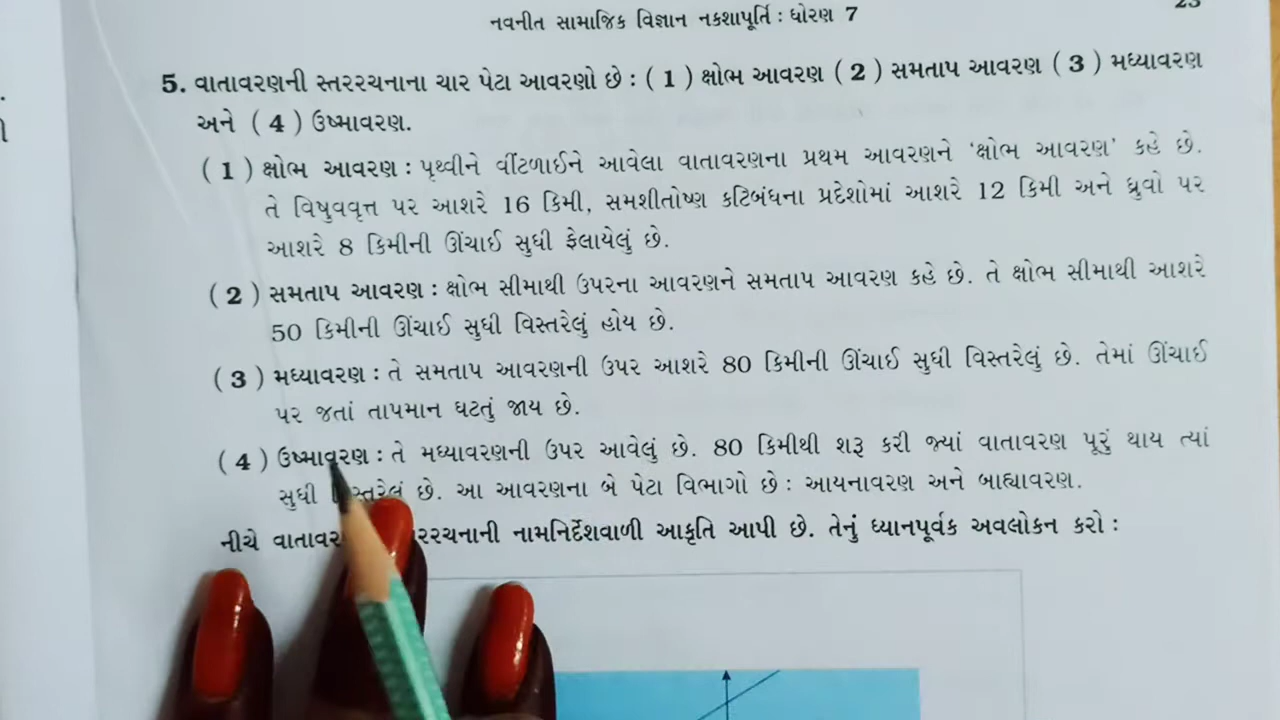 નવનીત સામાજિક વિજ્ઞાન નકશાપૂર્તિ : ધોરણ 7
5. વાતાવરણની સ્તરરચનાના ચાર પેટા આવરણો છે : ( 1 ) ક્ષોભ આવરણ ( 2 ) સમતાપ આવરણ ( 3 ) મધ્યાવરણ
અને ( 4 ) ઉષ્માવરણ.
( 1 ) ક્ષોભ આવરણ : પૃથ્વીને વીંટળાઈને આવેલા વાતાવરણના પ્રથમ આવરણને ‘ક્ષોભ આવરણ’ કહે છે.
તે વિષુવવૃત્ત પર આશરે 16 કિમી, સમશીતોષ્ણ કટિબંધના પ્રદેશોમાં આશરે 12 કિમી અને ધ્રુવો પર
આશરે 8 કિમીની ઊંચાઈ સુધી ફેલાયેલું છે.
( 2 ) સમતાપ આવરણ : ક્ષોભ સીમાથી ઉપરના આવરણને સમતાપ આવરણ કહે છે. તે ક્ષોભ સીમાથી આશરે
50 કિમીની ઊંચાઈ સુધી વિસ્તરેલું હોય છે.
( 3 ) મધ્યાવરણ : તે સમતાપ આવરણની ઉપર આશરે 80 કિમીની ઊંચાઈ સુધી વિસ્તરેલું છે. તેમાં ઊંચાઈ
પર જતાં તાપમાન ઘટતું જાય છે.
( 4 ) ઉષ્માવરણ : તે મધ્યાવરણની ઉપર આવેલું છે. 80 કિમીથી શરૂ કરી જ્યાં વાતાવરણ પૂરું થાય ત્યાં
સુધી છે. આ આવરણના બે પેટા વિભાગો છે : આયનાવરણ અને બાહ્યાવરણ.
નીચે નામનિર્દેશવાળી આકૃતિ આપી છે. તેનું ધ્યાનપૂર્વક અવલોકન કરો :